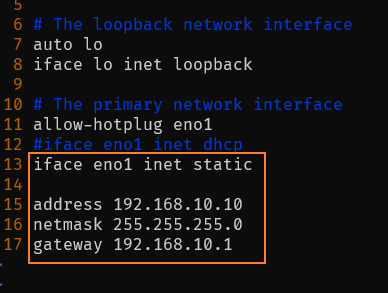 5
6 # The loopback network interface
7 auto lo
8 iface lo inet loopback
9
10 # The primary network interface
11 allow-hotplug eno1
12 #iface eno1 inet dhcp
13 iface eno1 inet static
14
15 address 192.168.10.10
16 netmask 255.255.255.0
17 gateway 192.168.10.1
~
~